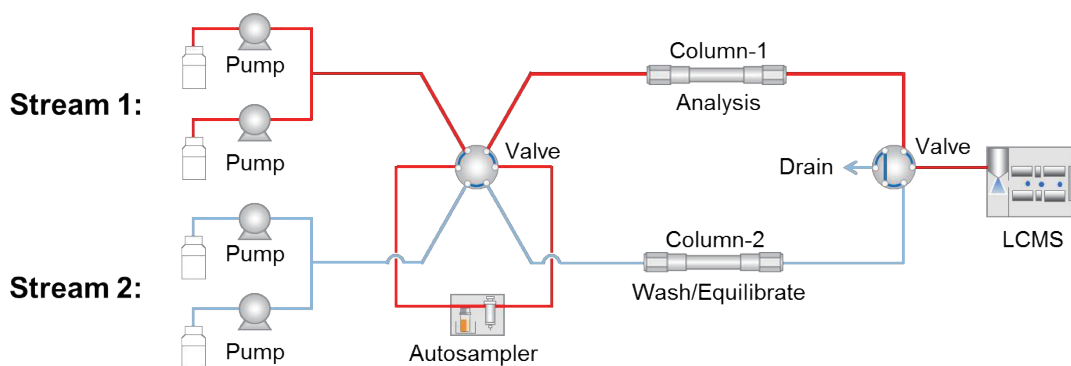 Stream 1:
Pump
Pump
Valve
Column-1
Analysis
Valve
Drain
LCMS
Stream 2:
Pump
Pump
Autosampler
Column-2
Wash/Equilibrate